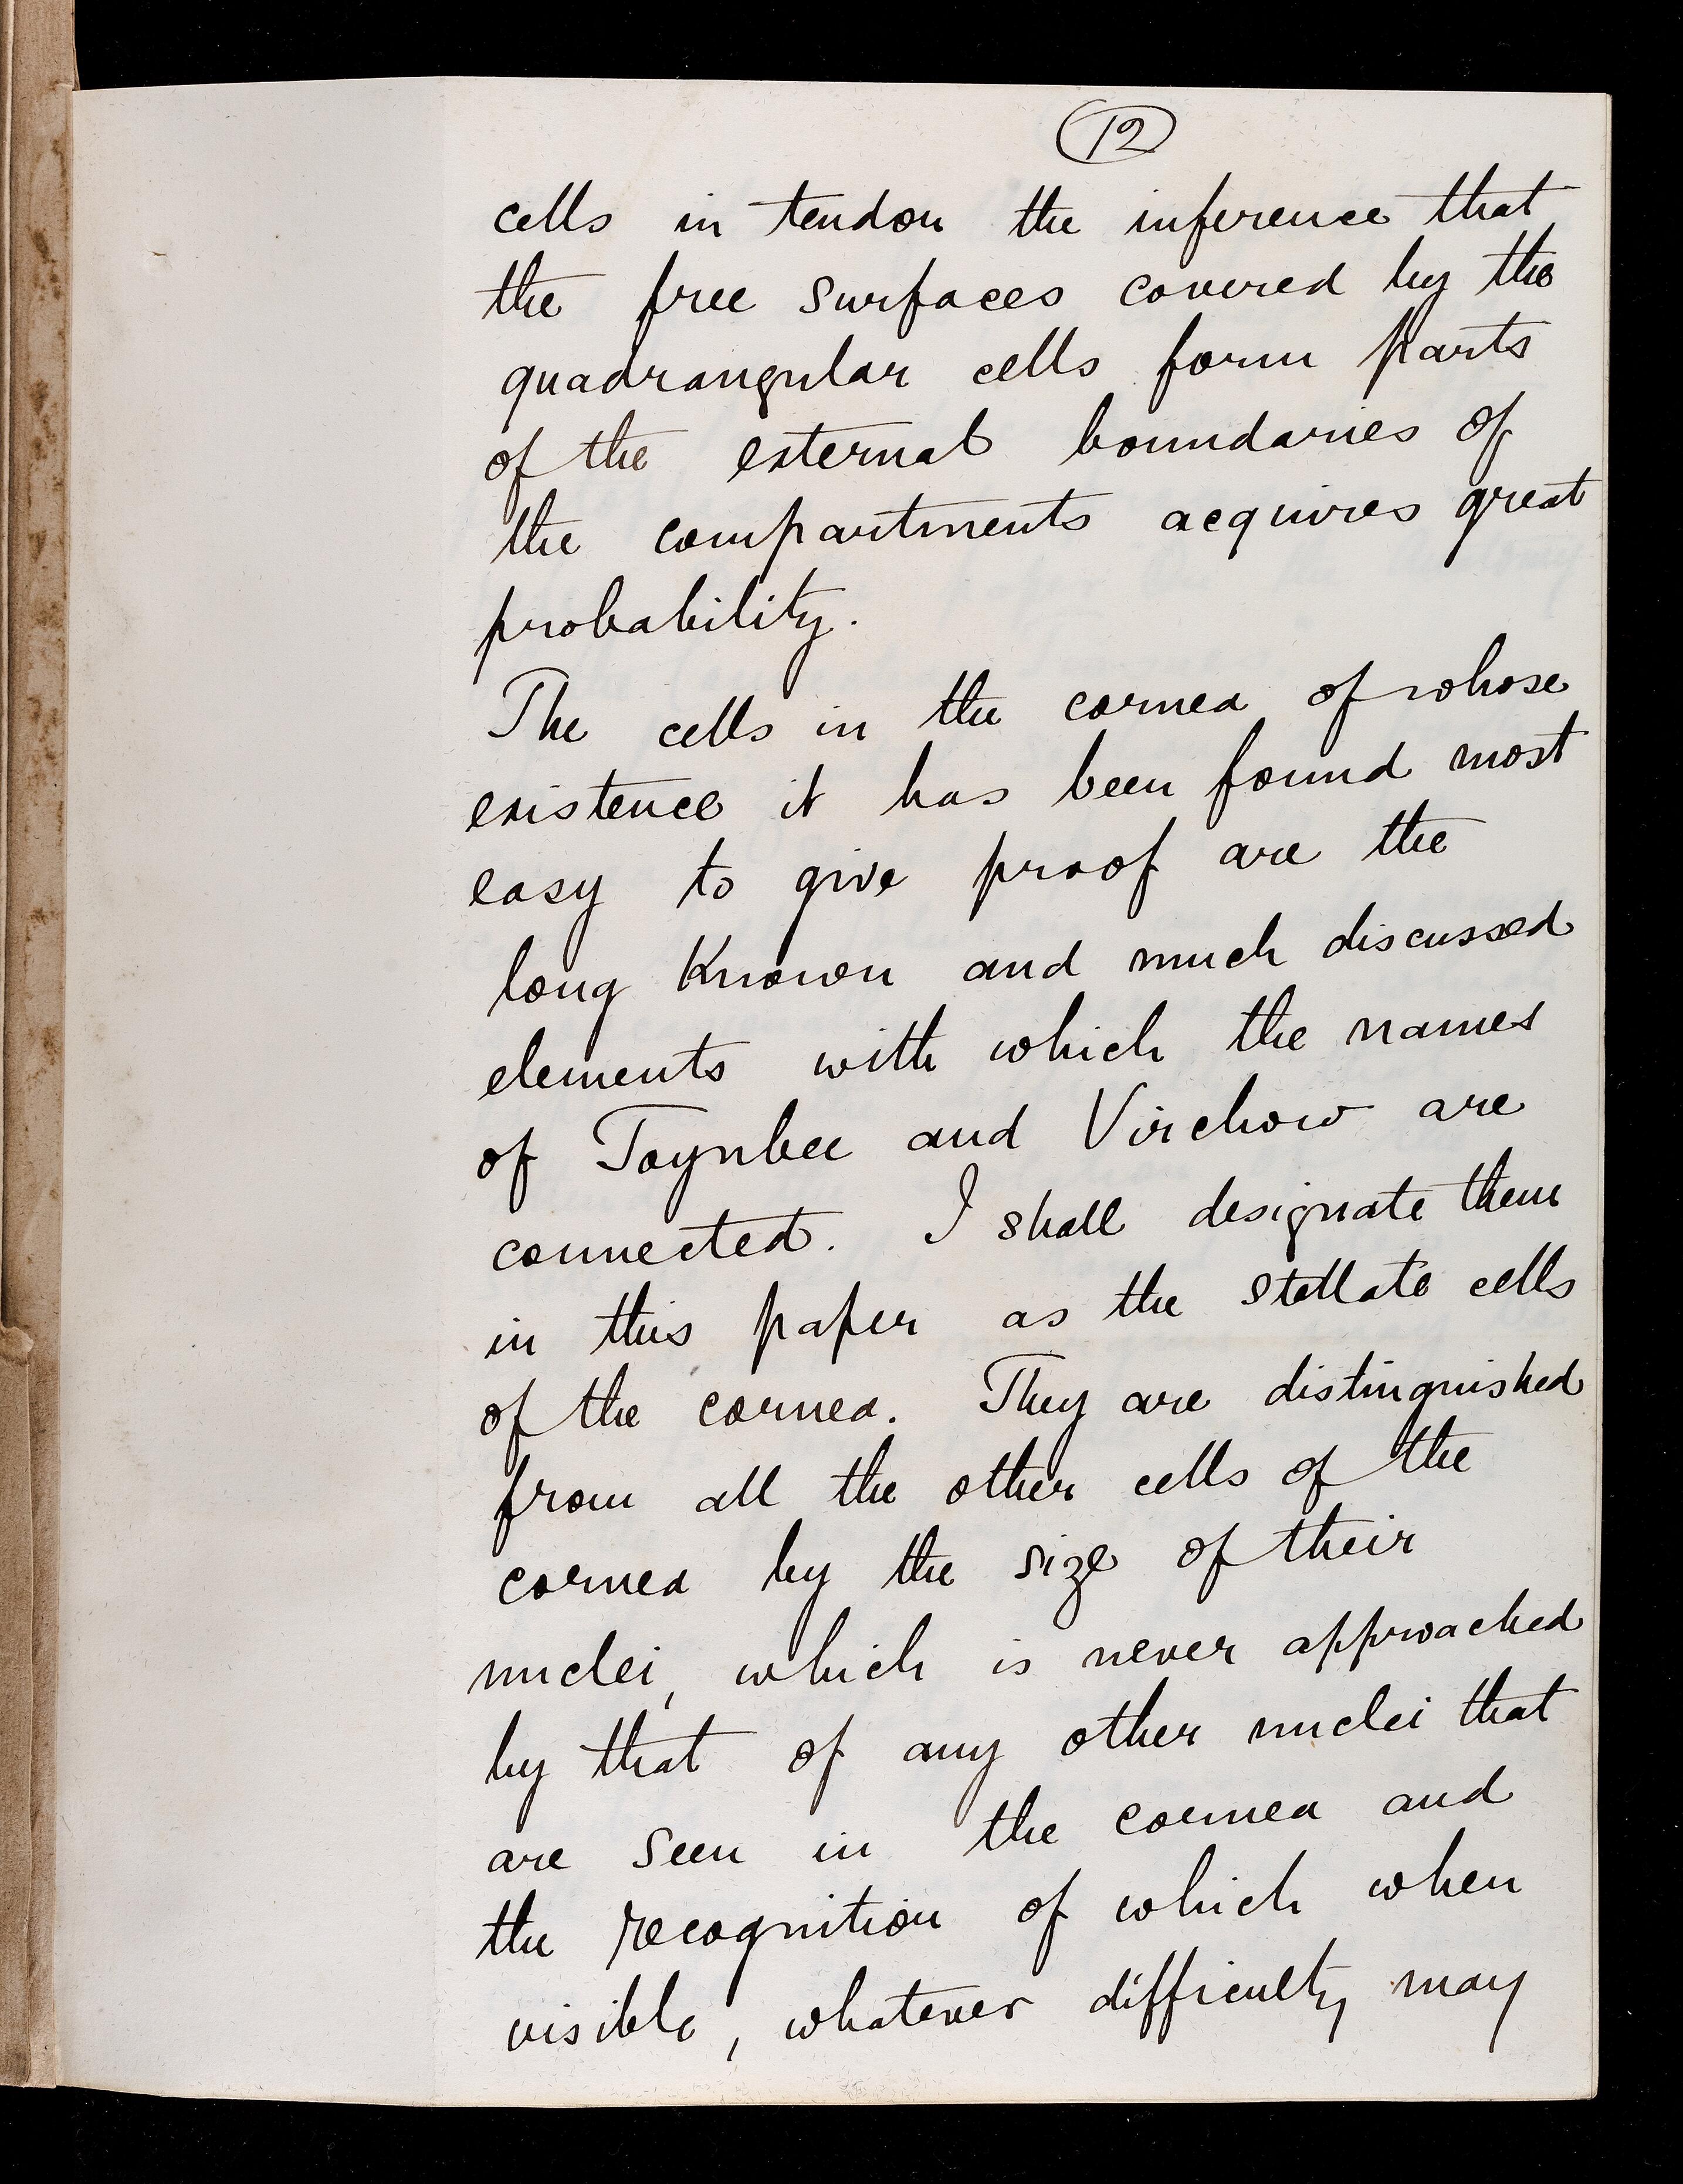 12
cells in tendon the inference that
the free surfaces covered by the
quadrangular cells form parts
of the external boundaries of
the compartments acquires great
probability.
The cells in the cornea of whose
existence it has been found most
easy to give proof are the
long known and much discussed
elements with which the names
of Toynbee and Virchow are
connected. I shall designate them
in this paper as the stellate cells
of the cornea. They are distinguished
from all the other cells of the
cornea by the size of their
nuclei, which is never approached
by that of any other nuclei that
are seen in the cornea and
the recognition of which when
visible, whatever difficulty may